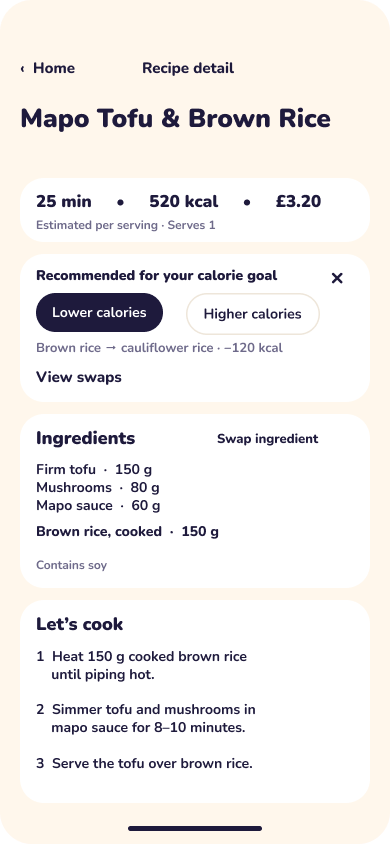 ‹ Home Recipe detail
Mapo Tofu & Brown Rice
25 min • 520 kcal • £3.20
Estimated per serving · Serves 1
Recommended for your calorie goal ✕
Lower calories Higher calories
Brown rice → cauliflower rice · −120 kcal
View swaps
Ingredients Swap ingredient
Firm tofu · 150 g
Mushrooms · 80 g
Mapo sauce · 60 g
Brown rice, cooked · 150 g
Contains soy
Let’s cook
1 Heat 150 g cooked brown rice
until piping hot.
2 Simmer tofu and mushrooms in
mapo sauce for 8–10 minutes.
3 Serve the tofu over brown rice.